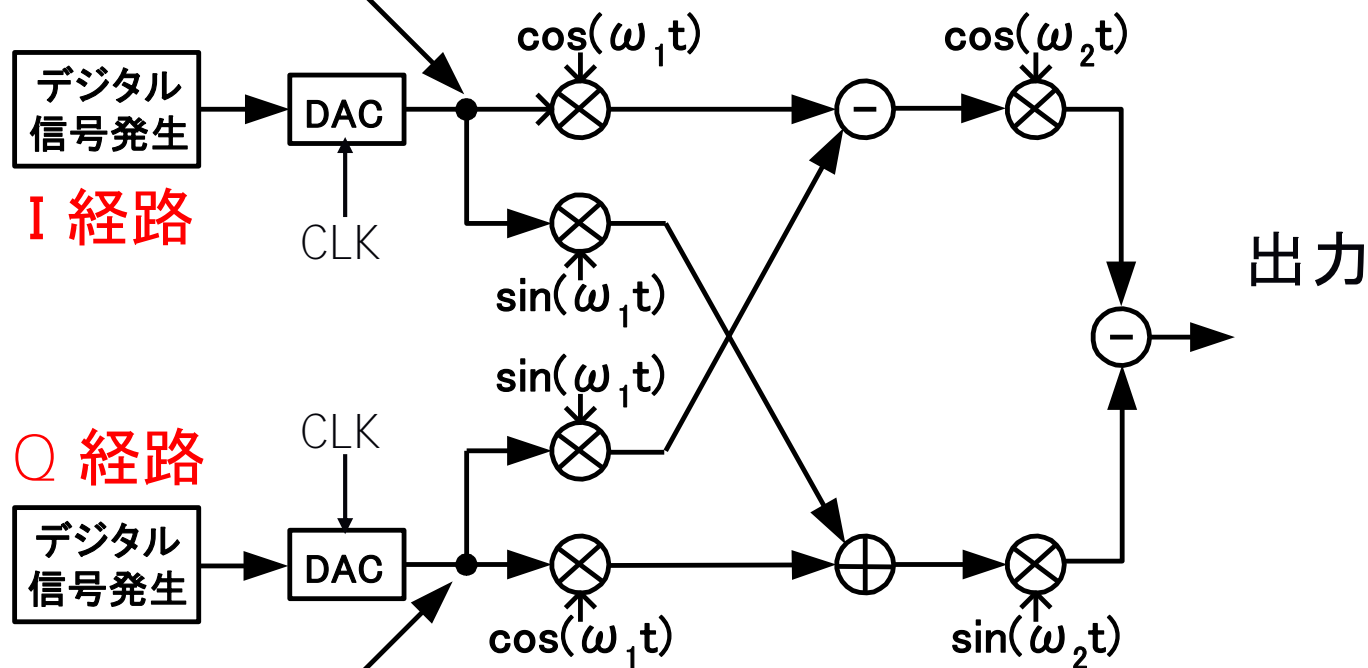 cos(ω₁t)
cos(ω₂t)
デジタル
信号発生
DAC
−
I 経路
CLK
sin(ω₁t)
出力
−
sin(ω₁t)
CLK
Q 経路
デジタル
信号発生
DAC
cos(ω₁t)
sin(ω₂t)